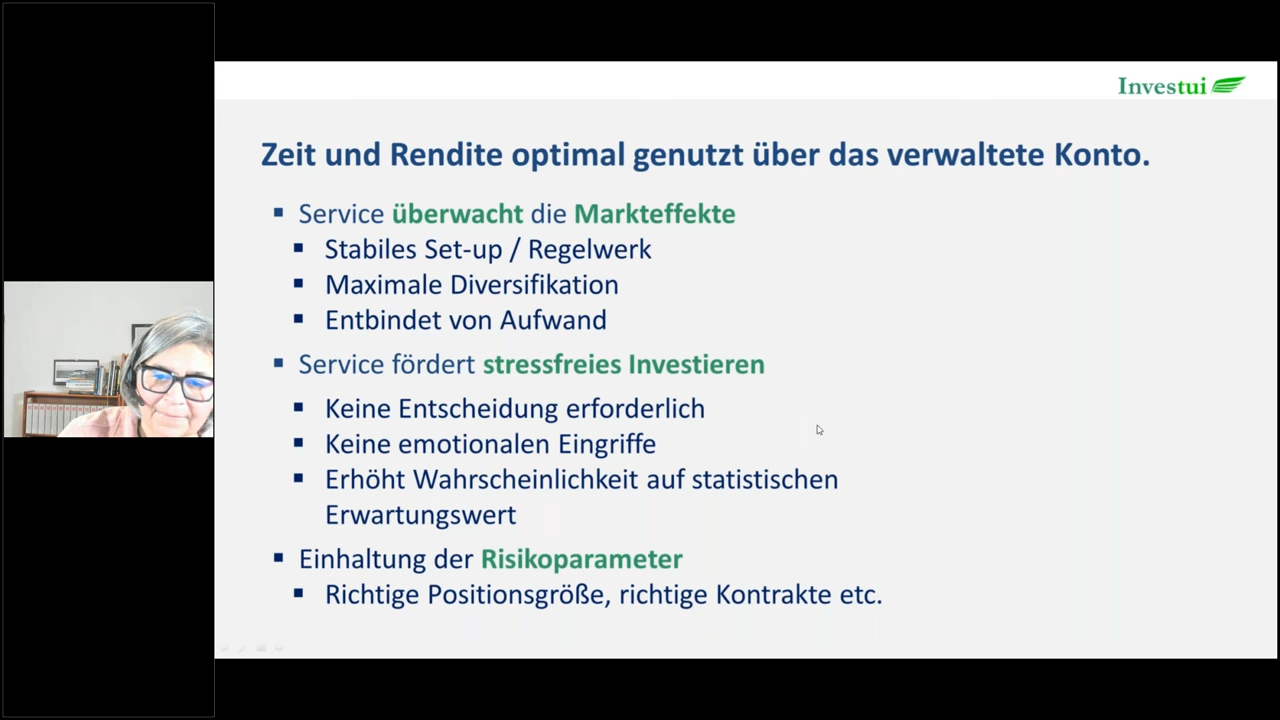 Investui
Zeit und Rendite optimal genutzt über das verwaltete Konto.
▪ Service überwacht die Markteffekte
▪ Stabiles Set-up / Regelwerk
▪ Maximale Diversifikation
▪ Entbindet von Aufwand
▪ Service fördert stressfreies Investieren
▪ Keine Entscheidung erforderlich
▪ Keine emotionalen Eingriffe
▪ Erhöht Wahrscheinlichkeit auf statistischen
Erwartungswert
▪ Einhaltung der Risikoparameter
▪ Richtige Positionsgröße, richtige Kontrakte etc.